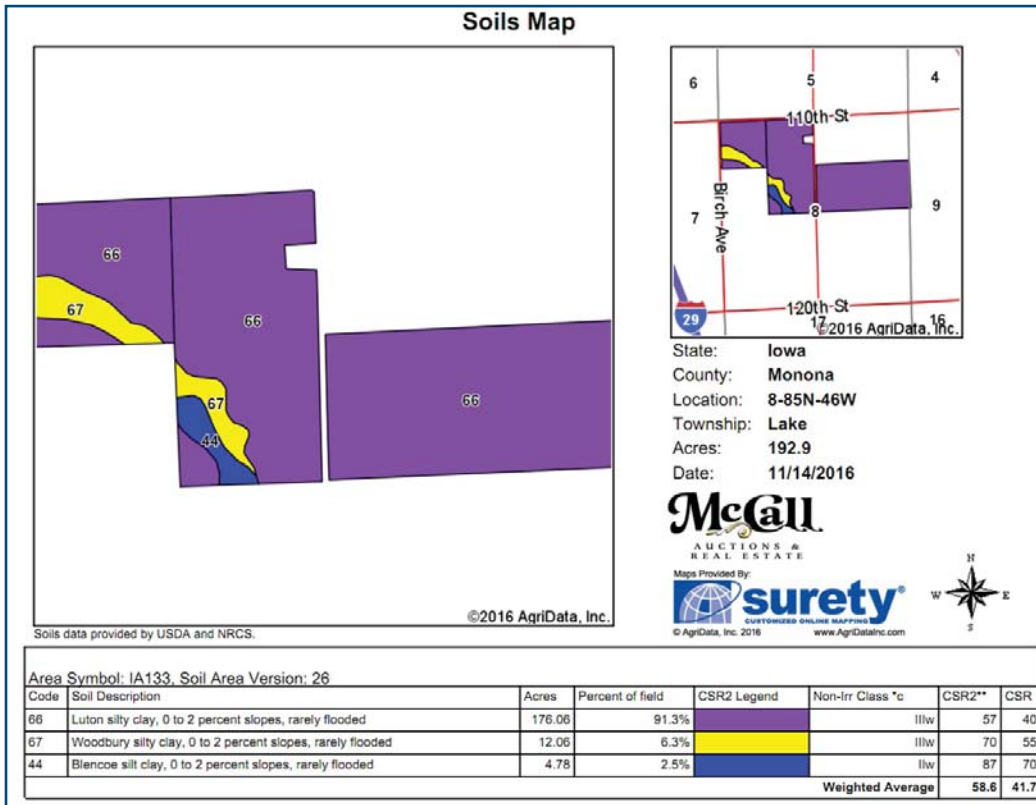 Soils Map
66
67
66
67
44
66
©2016 AgriData, Inc.
Soils data provided by USDA and NRCS.
6
5
4
110th St
Birch Ave
7
8
9
120th St
29
17
16
©2016 AgriData, Inc.
State: Iowa
County: Monona
Location: 8-85N-46W
Township: Lake
Acres: 192.9
Date: 11/14/2016
McCall
AUCTIONS &
REAL ESTATE
Maps Provided By:
surety®
CUSTOMIZED ONLINE MAPPING
© AgriData, Inc. 2016 www.AgriDataInc.com
N
W E
S
Area Symbol: IA133, Soil Area Version: 26
Code Soil Description Acres Percent of field CSR2 Legend Non-Irr Class *c CSR2** CSR
66 Luton silty clay, 0 to 2 percent slopes, rarely flooded 176.06 91.3% IIIw 57 40
67 Woodbury silty clay, 0 to 2 percent slopes, rarely flooded 12.06 6.3% IIIw 70 55
44 Blencoe silt clay, 0 to 2 percent slopes, rarely flooded 4.78 2.5% IIw 87 70
Weighted Average 58.6 41.7